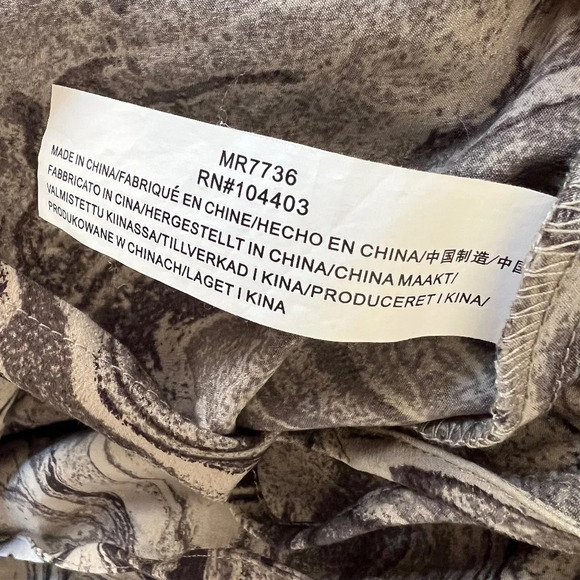 MR7736
RN#104403
MADE IN CHINA/FABRIQUÉ EN CHINE/HECHO EN CHINA/中国制造/中国
FABBRICATO IN CINA/HERGESTELLT IN CHINA/CHINA MAAKT/
VALMISTETTU KIINASSA/TILLVERKAD I KINA/PRODUCERET I KINA/
PRODUKOWANE W CHINACH/LAGET I KINA